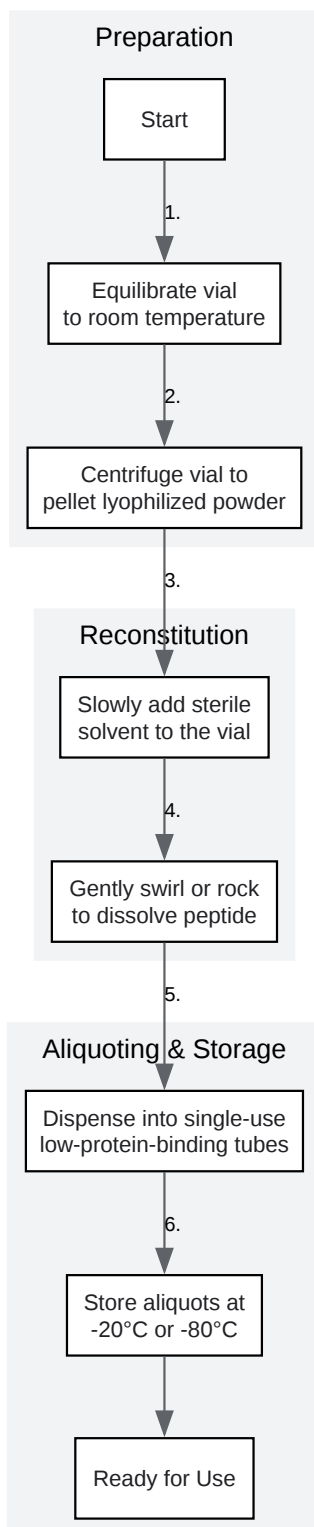 Preparation
Start
1.
Equilibrate vial
to room temperature
2.
Centrifuge vial to
pellet lyophilized powder
3.
Reconstitution
Slowly add sterile
solvent to the vial
4.
Gently swirl or rock
to dissolve peptide
5.
Aliquoting & Storage
Dispense into single-use
low-protein-binding tubes
6.
Store aliquots at
-20°C or -80°C
Ready for Use